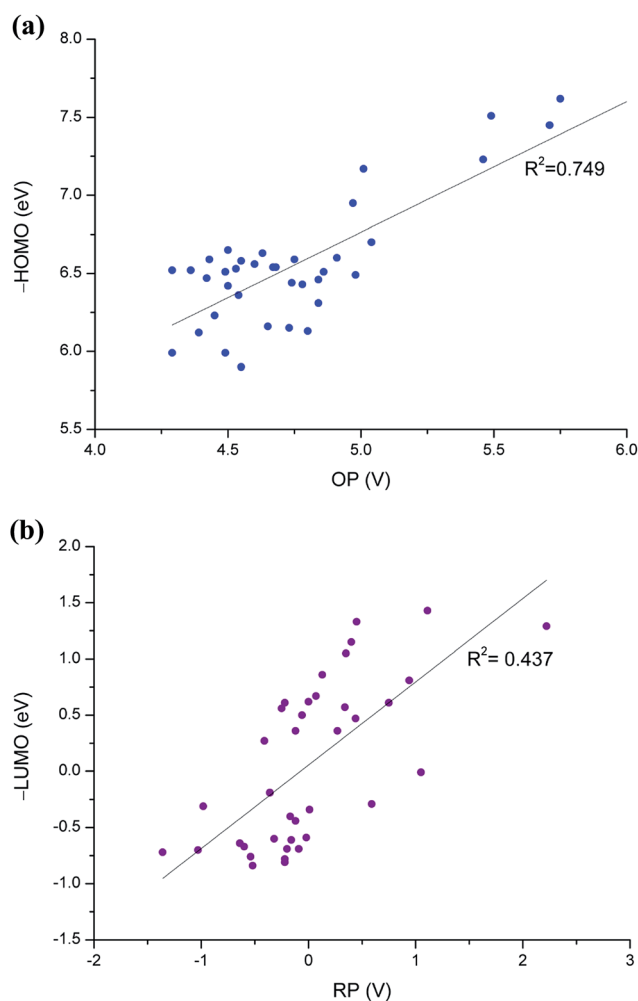 (a)
8.0
7.5
7.0
6.5
6.0
5.5
−HOMO (eV)
R²=0.749
4.0 4.5 5.0 5.5 6.0
OP (V)
(b)
2.0
1.5
1.0
0.5
0.0
-0.5
-1.0
-1.5
−LUMO (eV)
R²= 0.437
-2 -1 0 1 2 3
RP (V)